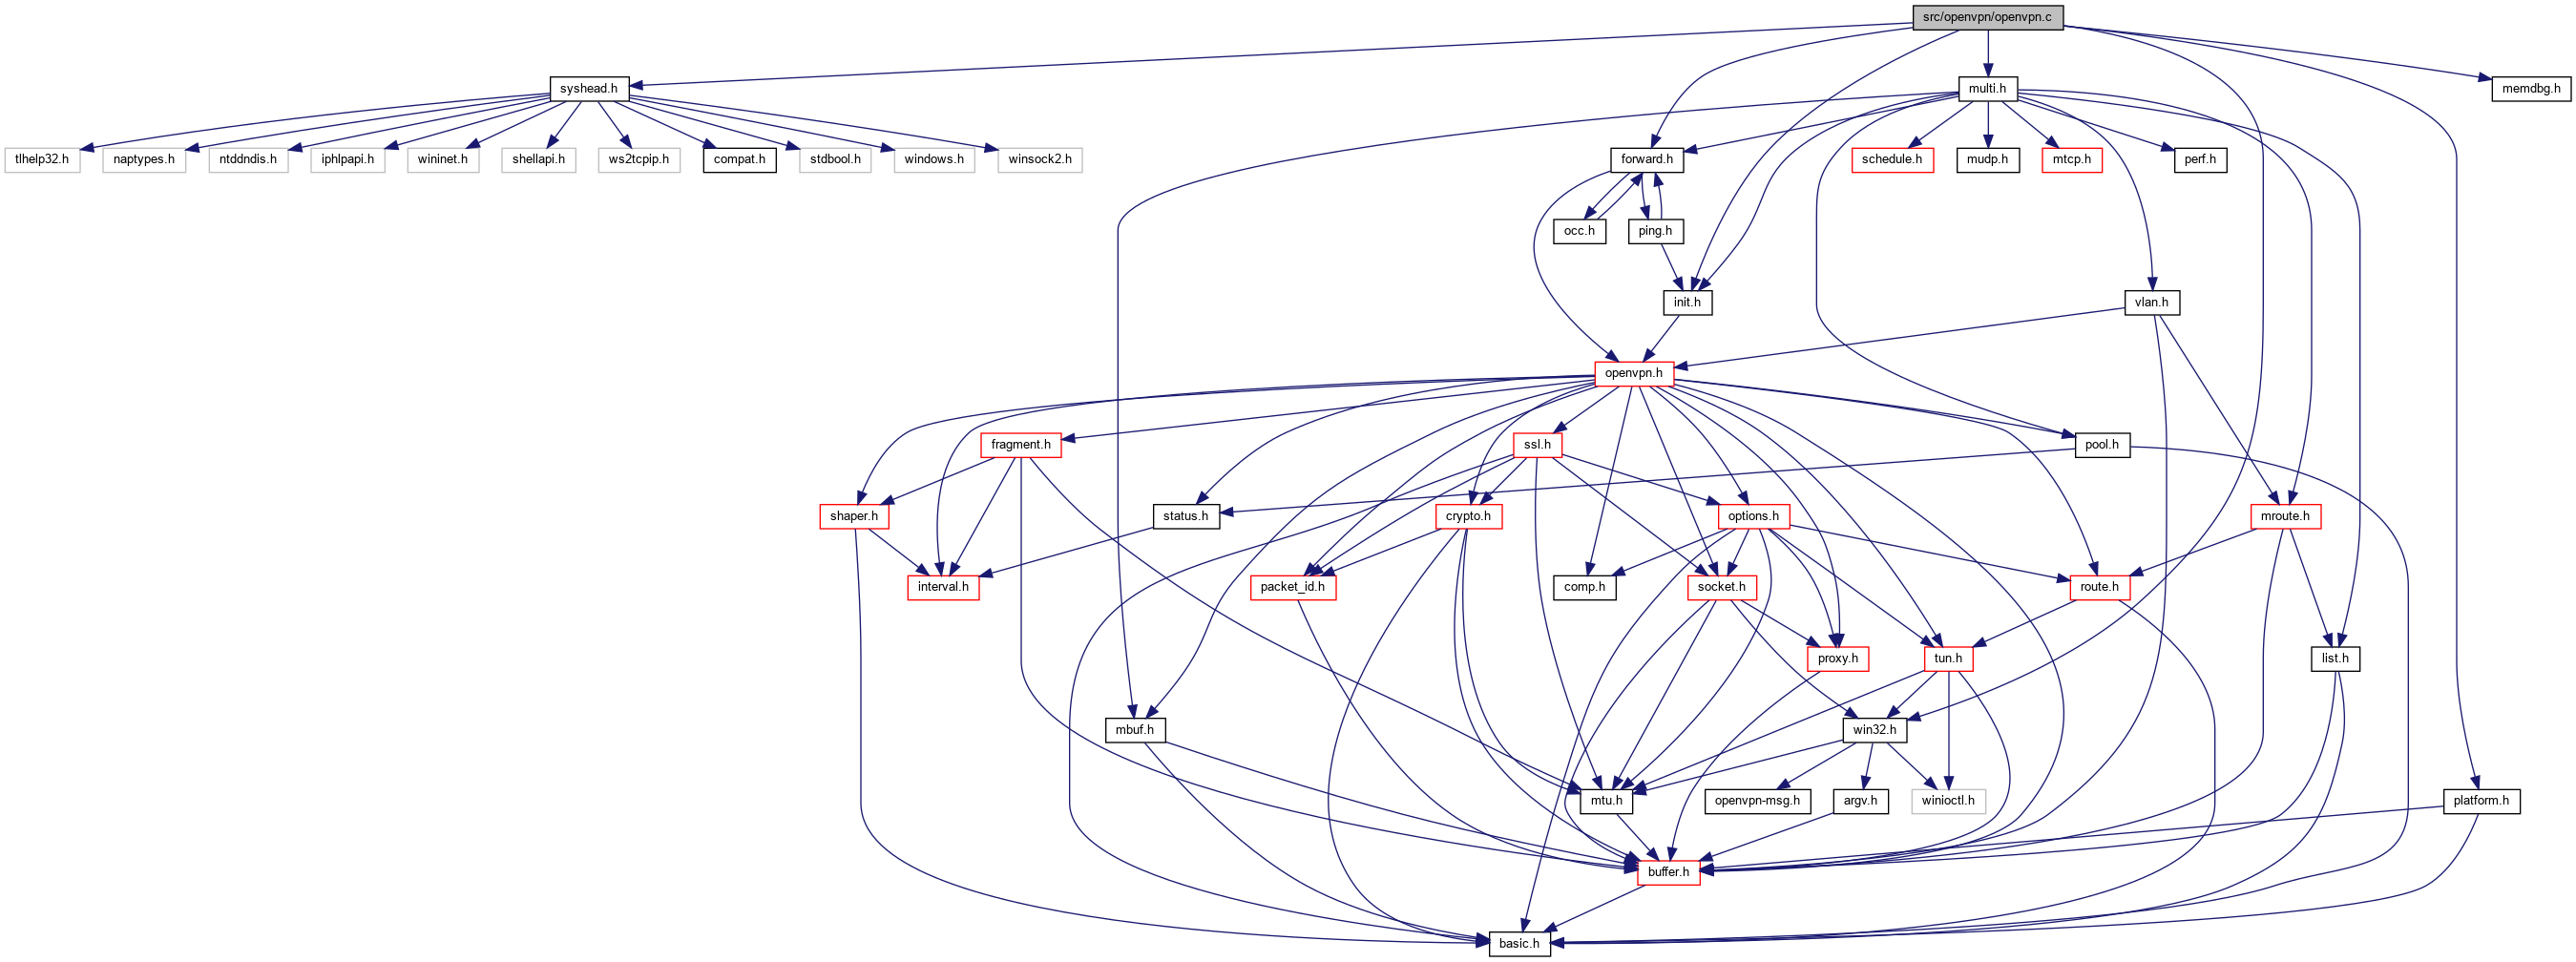 src/openvpn/openvpn.c
syshead.h
multi.h
memdbg.h
tlhelp32.h
naptypes.h
ntddndis.h
iphlpapi.h
wininet.h
shellapi.h
ws2tcpip.h
compat.h
stdbool.h
windows.h
winsock2.h
forward.h
schedule.h
mudp.h
mtcp.h
perf.h
occ.h
ping.h
init.h
vlan.h
openvpn.h
fragment.h
ssl.h
pool.h
shaper.h
status.h
crypto.h
options.h
mroute.h
interval.h
packet_id.h
comp.h
socket.h
route.h
proxy.h
tun.h
list.h
mbuf.h
win32.h
mtu.h
openvpn-msg.h
argv.h
winioctl.h
platform.h
buffer.h
basic.h